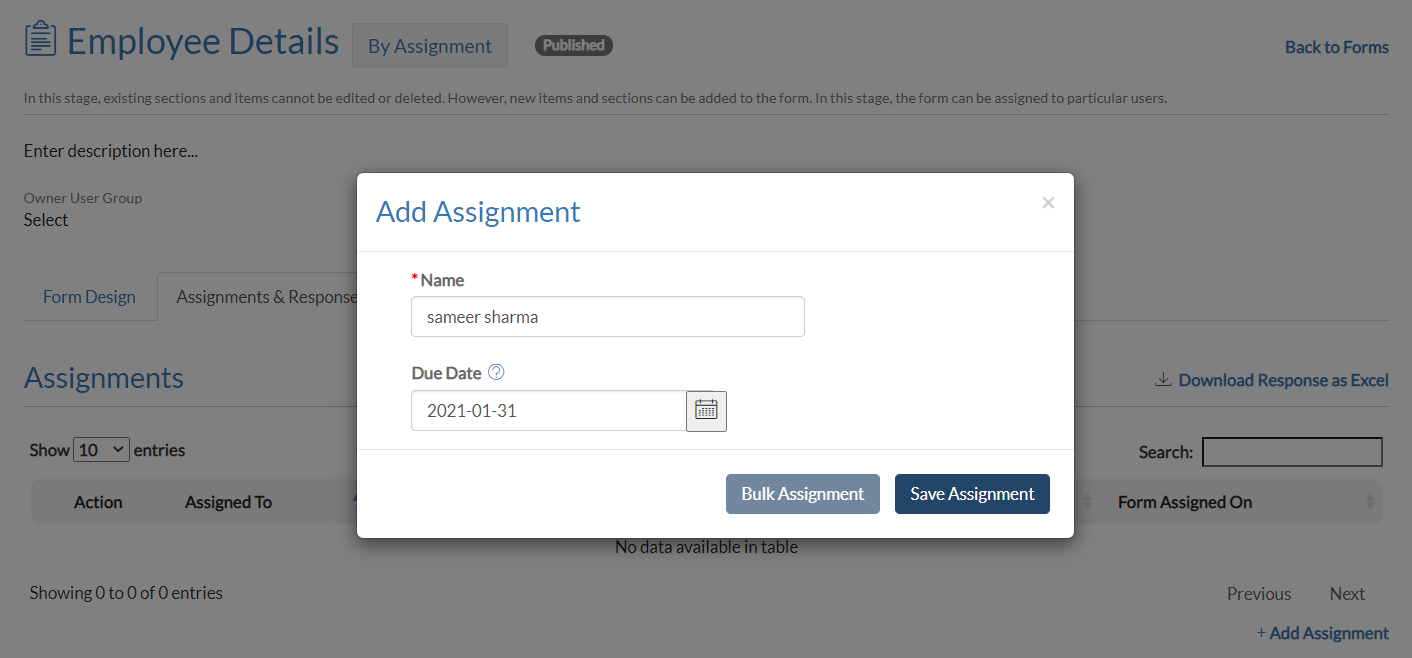 Employee Details By Assignment Published Back to Forms
In this stage, existing sections and items cannot be edited or deleted. However, new items and sections can be added to the form. In this stage, the form can be assigned to particular users.
Enter description here...
Owner User Group
Select
Add Assignment ×
* Name
sameer sharma
Due Date ?
2021-01-31
Bulk Assignment Save Assignment
Form Design Assignments & Response
Assignments Download Response as Excel
Show 10 entries Search:
Action Assigned To Form Assigned On
No data available in table
Showing 0 to 0 of 0 entries Previous Next
+ Add Assignment